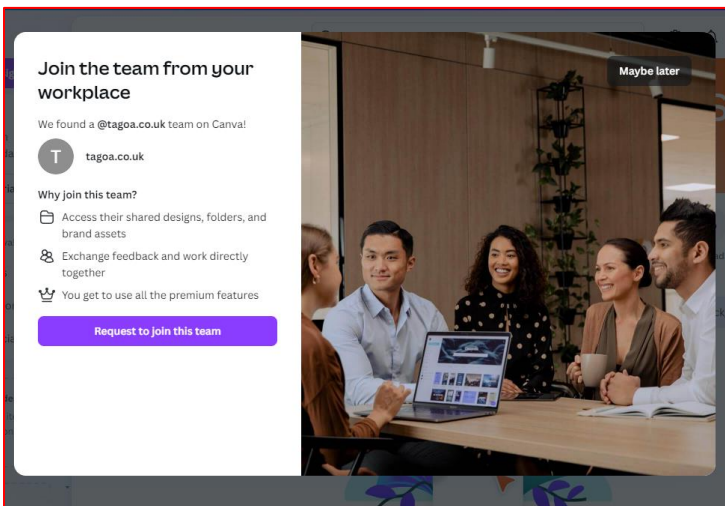 Join the team from your
workplace
Maybe later
We found a @tagoa.co.uk team on Canva!
T
tagoa.co.uk
Why join this team?
Access their shared designs, folders, and
brand assets
Exchange feedback and work directly
together
You get to use all the premium features
Request to join this team